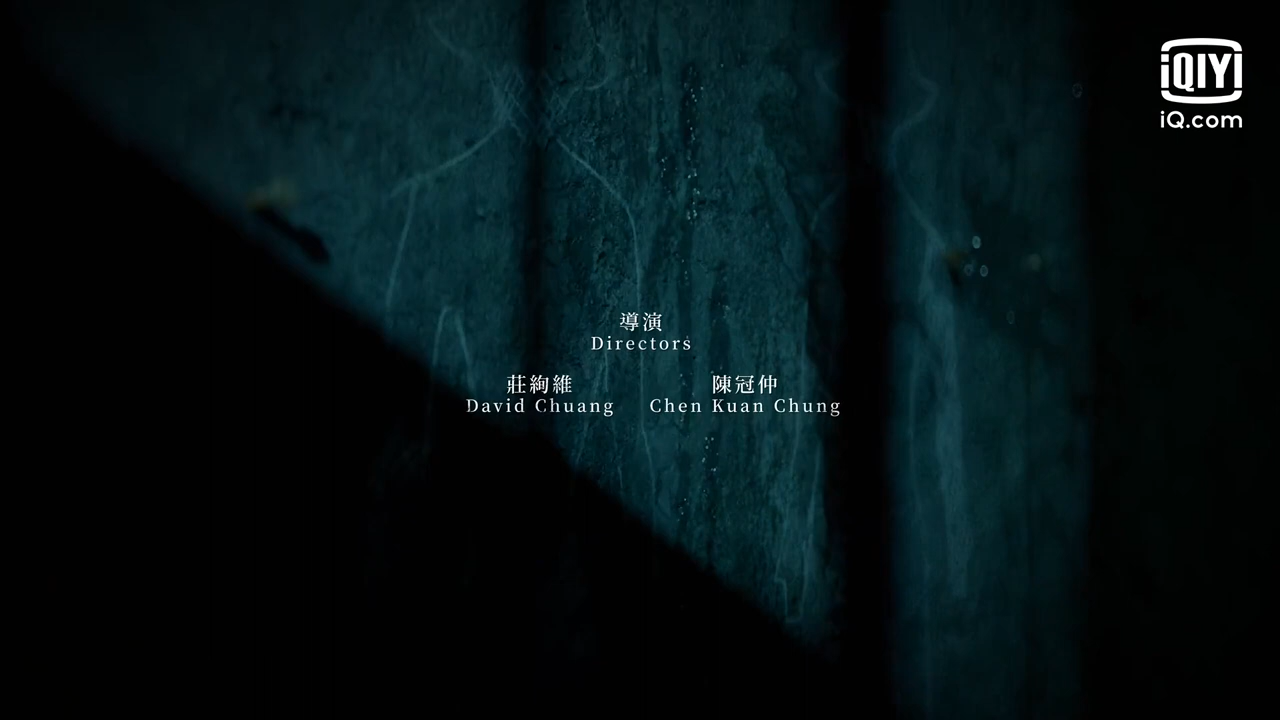 iQIYI
iQ.com
導演
Directors
莊絢維
David Chuang
陳冠仲
Chen Kuan Chung